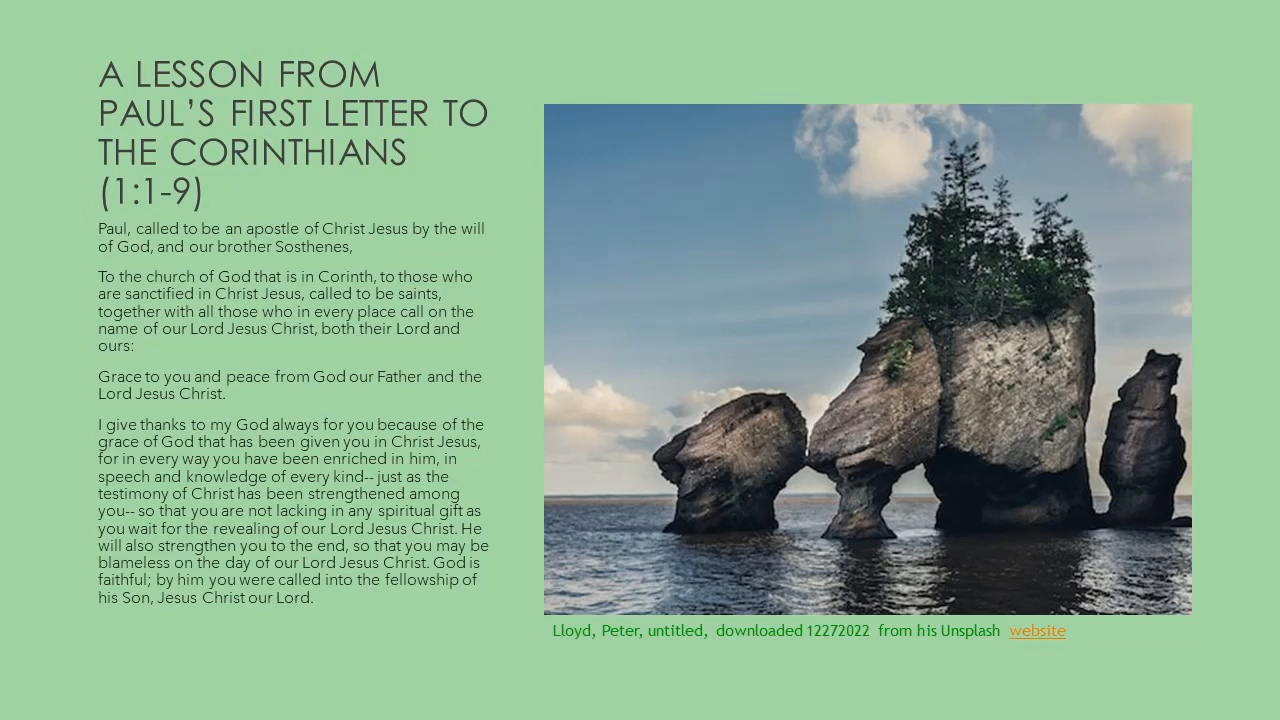 A LESSON FROM
PAUL’S FIRST LETTER TO
THE CORINTHIANS
(1:1-9)
Paul, called to be an apostle of Christ Jesus by the will
of God, and our brother Sosthenes,
To the church of God that is in Corinth, to those who
are sanctified in Christ Jesus, called to be saints,
together with all those who in every place call on the
name of our Lord Jesus Christ, both their Lord and
ours:
Grace to you and peace from God our Father and the
Lord Jesus Christ.
I give thanks to my God always for you because of the
grace of God that has been given you in Christ Jesus,
for in every way you have been enriched in him, in
speech and knowledge of every kind-- just as the
testimony of Christ has been strengthened among
you-- so that you are not lacking in any spiritual gift as
you wait for the revealing of our Lord Jesus Christ. He
will also strengthen you to the end, so that you may be
blameless on the day of our Lord Jesus Christ. God is
faithful; by him you were called into the fellowship of
his Son, Jesus Christ our Lord.
Lloyd, Peter, untitled, downloaded 12272022 from his Unsplash website